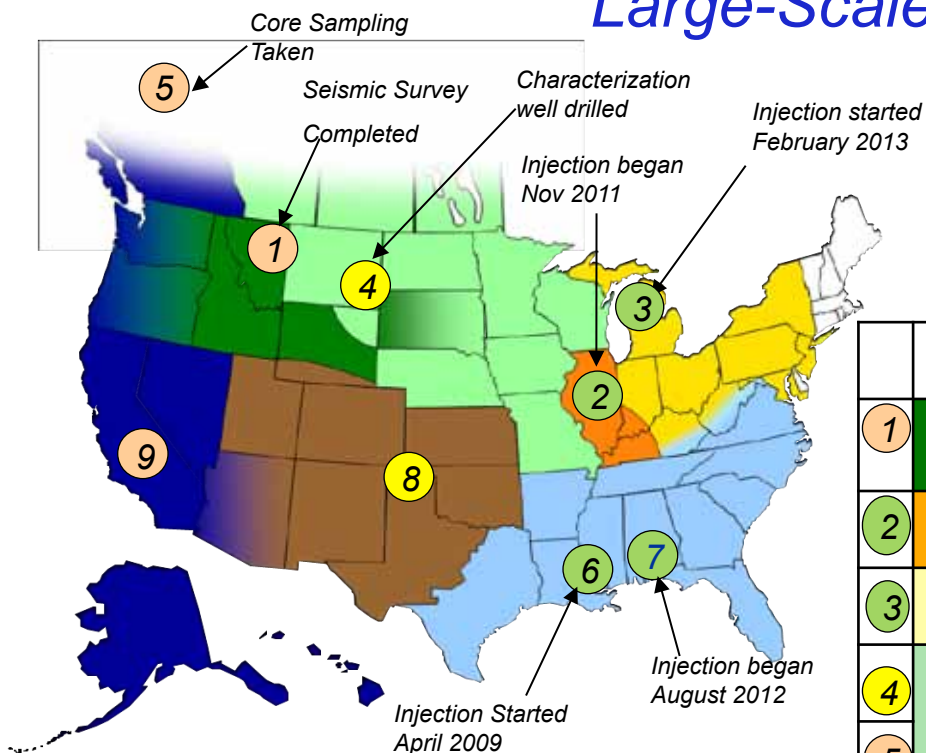 Large-Scale
Core Sampling
Taken
5
Seismic Survey
Completed
Characterization
well drilled
Injection started
February 2013
Injection began
Nov 2011
1
4
3
2
9
8
6
7
Injection began
August 2012
Injection Started
April 2009
1
2
3
4
5